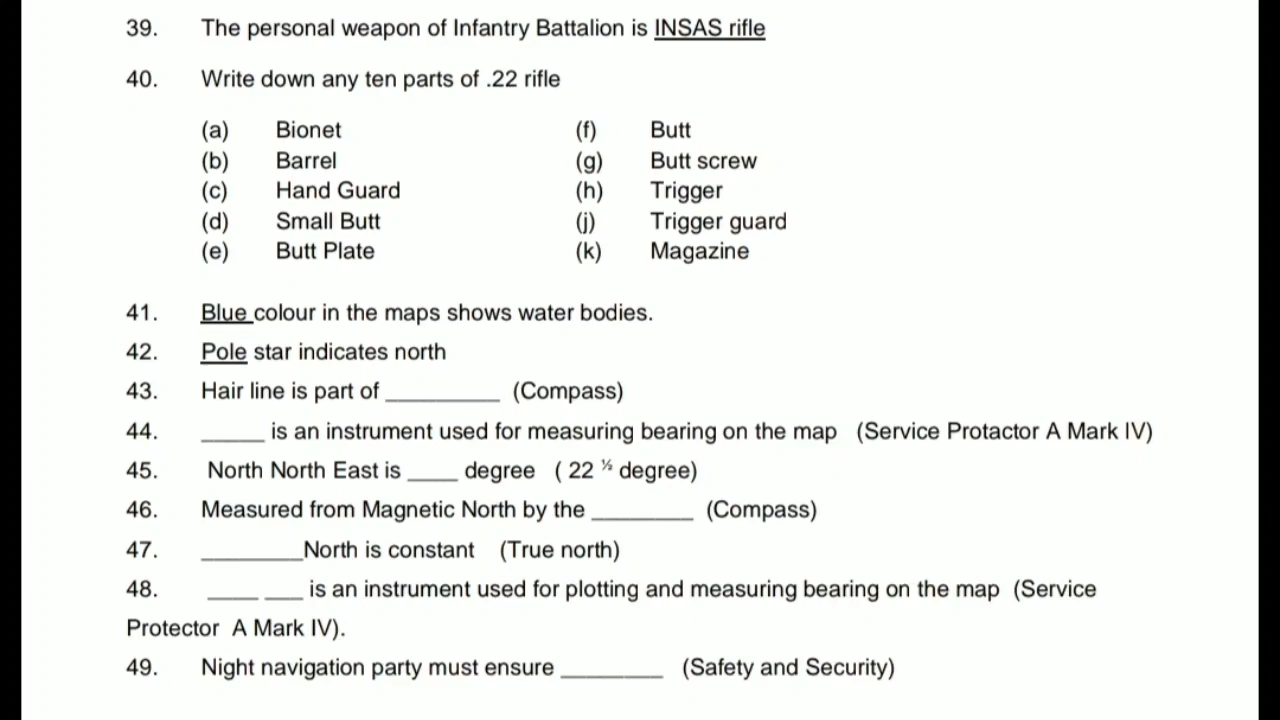 39. The personal weapon of Infantry Battalion is INSAS rifle
40. Write down any ten parts of .22 rifle
(a) Bionet (f) Butt
(b) Barrel (g) Butt screw
(c) Hand Guard (h) Trigger
(d) Small Butt (j) Trigger guard
(e) Butt Plate (k) Magazine
41. Blue colour in the maps shows water bodies.
42. Pole star indicates north
43. Hair line is part of _________ (Compass)
44. _____ is an instrument used for measuring bearing on the map (Service Protactor A Mark IV)
45. North North East is ____ degree ( 22 ½ degree)
46. Measured from Magnetic North by the ________ (Compass)
47. ________North is constant (True north)
48. ____ ___ is an instrument used for plotting and measuring bearing on the map (Service
Protector A Mark IV).
49. Night navigation party must ensure ________ (Safety and Security)